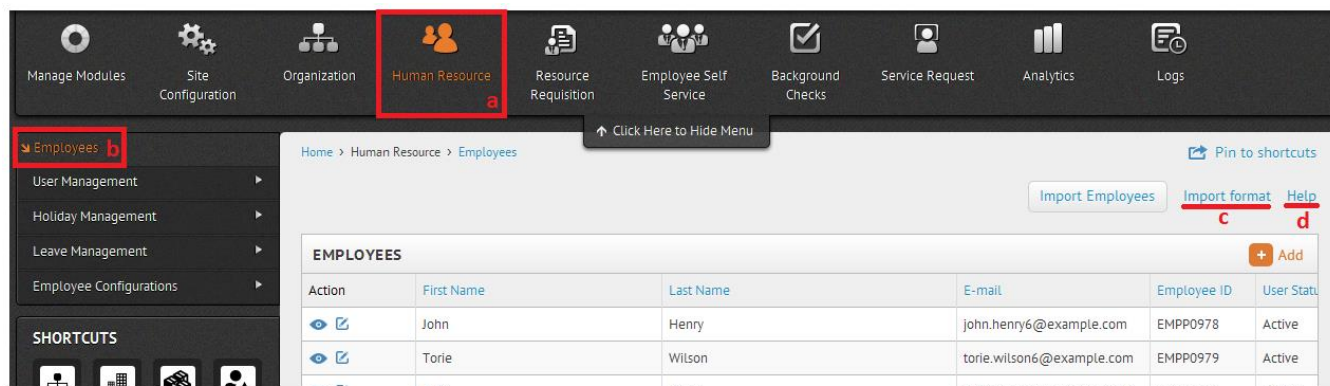 Manage Modules
Site
Configuration
Organization
Human Resource
a
Resource
Requisition
Employee Self
Service
Background
Checks
Service Request
Analytics
Logs
↑ Click Here to Hide Menu
Employees b
User Management
Holiday Management
Leave Management
Employee Configurations
SHORTCUTS
Home > Human Resource > Employees
Pin to shortcuts
Import Employees Import format Help
c d
EMPLOYEES + Add
Action First Name Last Name E-mail Employee ID User Statu
John Henry john.henry6@example.com EMPP0978 Active
Torie Wilson torie.wilson6@example.com EMPP0979 Active